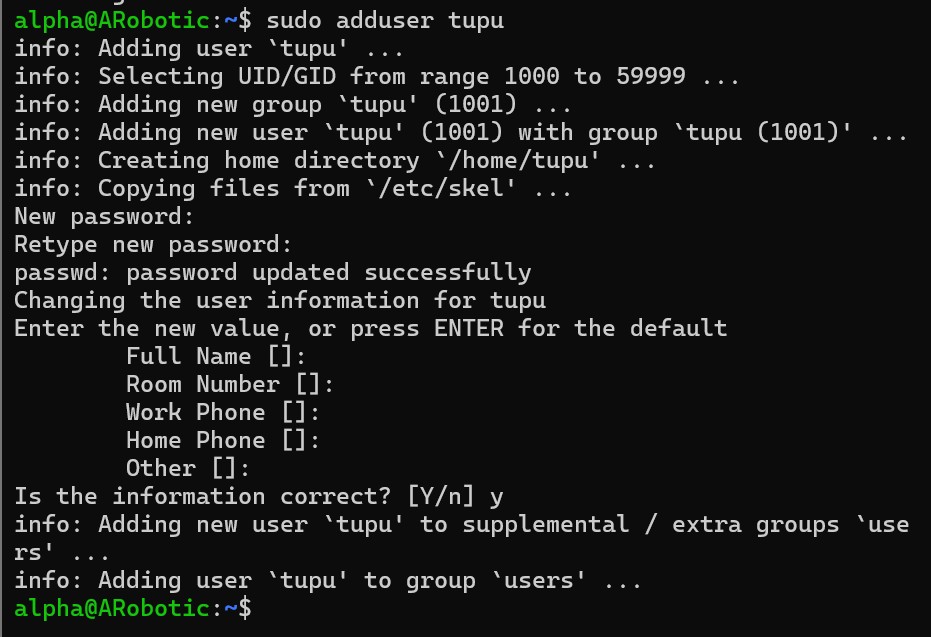 alpha@ARobotic:~$ sudo adduser tupu
info: Adding user `tupu' ...
info: Selecting UID/GID from range 1000 to 59999 ...
info: Adding new group `tupu' (1001) ...
info: Adding new user `tupu' (1001) with group `tupu (1001)' ...
info: Creating home directory `/home/tupu' ...
info: Copying files from `/etc/skel' ...
New password:
Retype new password:
passwd: password updated successfully
Changing the user information for tupu
Enter the new value, or press ENTER for the default
        Full Name []:
        Room Number []:
        Work Phone []:
        Home Phone []:
        Other []:
Is the information correct? [Y/n] y
info: Adding new user `tupu' to supplemental / extra groups `use
rs' ...
info: Adding user `tupu' to group `users' ...
alpha@ARobotic:~$